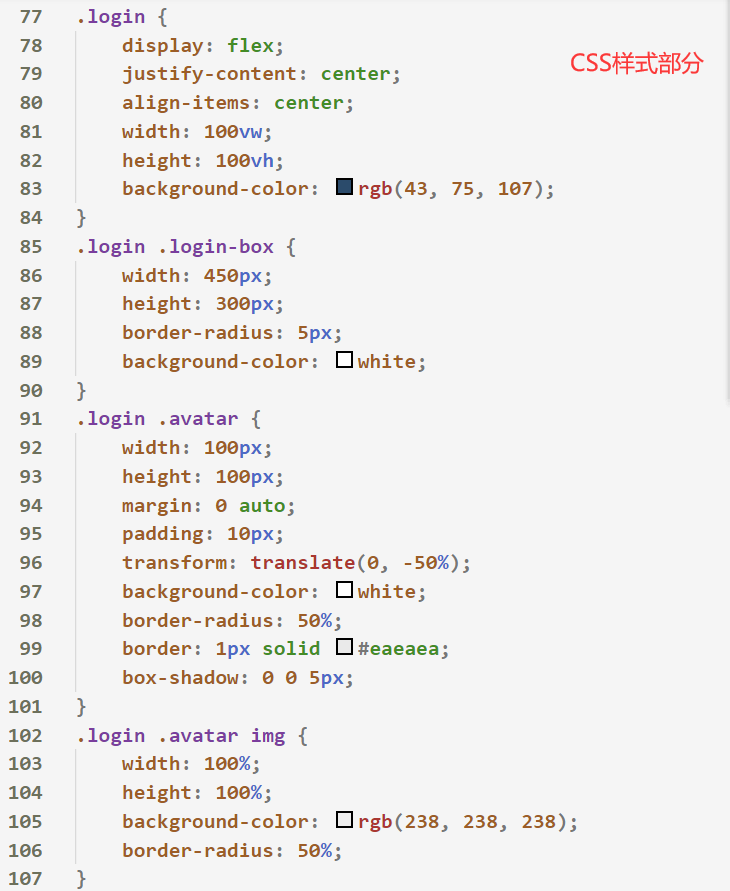 77 .login {
78     display: flex;
CSS样式部分
79     justify-content: center;
80     align-items: center;
81     width: 100vw;
82     height: 100vh;
83     background-color: rgb(43, 75, 107);
84 }
85 .login .login-box {
86     width: 450px;
87     height: 300px;
88     border-radius: 5px;
89     background-color: white;
90 }
91 .login .avatar {
92     width: 100px;
93     height: 100px;
94     margin: 0 auto;
95     padding: 10px;
96     transform: translate(0, -50%);
97     background-color: white;
98     border-radius: 50%;
99     border: 1px solid #eaeaea;
100     box-shadow: 0 0 5px;
101 }
102 .login .avatar img {
103     width: 100%;
104     height: 100%;
105     background-color: rgb(238, 238, 238);
106     border-radius: 50%;
107 }